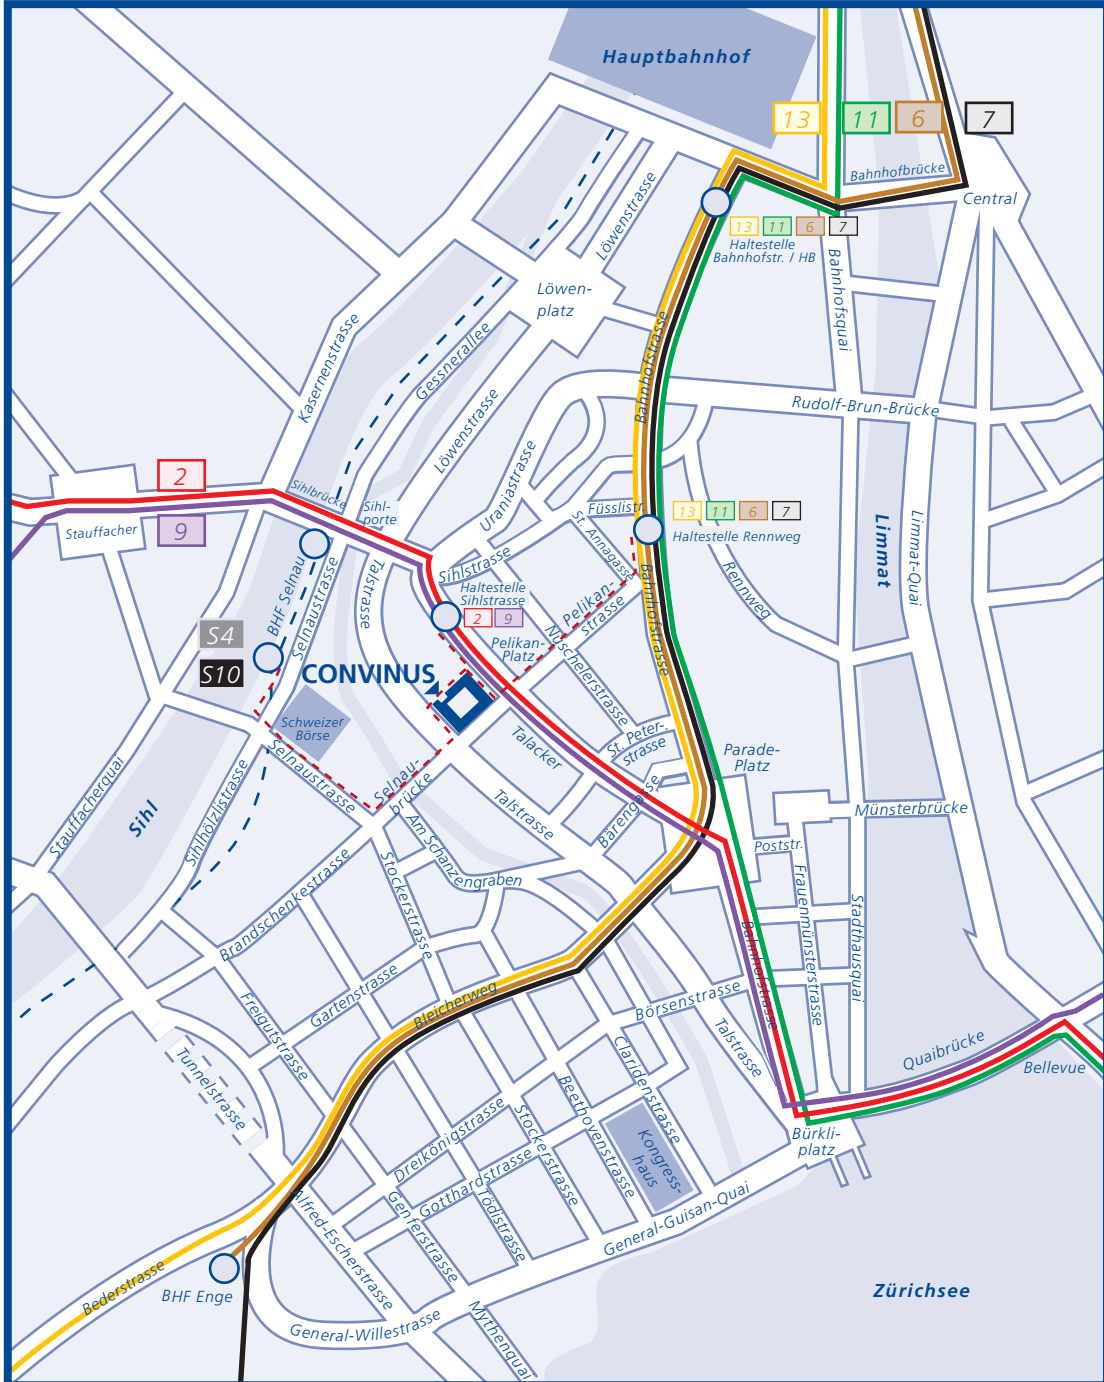 Hauptbahnhof
13
11
6
7
Bahnhofbrücke
Central
13
11
6
7
Haltestelle
Bahnhofstr. / HB
Löwenstrasse
Bahnhofsquai
Löwen-
platz
Kasernenstrasse
Gessnerallee
Bahnhofstrasse
Löwenstrasse
Rudolf-Brun-Brücke
2
Sihlbrücke
Sihl-
porte
Uraniastrasse
Füsslistr.
13
11
6
7
Haltestelle Rennweg
Stauffacher
9
St. Annagasse
Limmat
Limmat-Quai
Sihlstrasse
BHF Selnau
Selnaustrasse
Talstrasse
Haltestelle
Sihlstrasse
2
9
Pelikan-
strasse
Bahnhofstrasse
Rennweg
S4
S10
Pelikan-
Platz
CONVINUS
Nüschelerstrasse
Schweizer
Börse
Talacker
St. Peter-
strasse
Parade-
Platz
Selnaustrasse
Selnau-
brücke
Stauffacherquai
Sihl
Sihlhölzlistrasse
Talstrasse
Bärengasse
Münsterbrücke
Poststr.
Am Schanzengraben
Brandschenkestrasse
Stockerstrasse
Frauenmünsterstrasse
Stadthausquai
Bahnhofstrasse
Gartenstrasse
Bleicherweg
Börsenstrasse
Freigutstrasse
Tunnelstrasse
Talstrasse
Claridenstrasse
Quaibrücke
Bellevue
Beethovenstrasse
Dreikönigstrasse
Stockerstrasse
Bürkli-
platz
Kongress-
haus
Gotthardstrasse
Tödistrasse
Genferstrasse
Alfred-Escherstrasse
General-Guisan-Quai
Bederstrasse
BHF Enge
Zürichsee
General-Willestrasse
Mythenquai